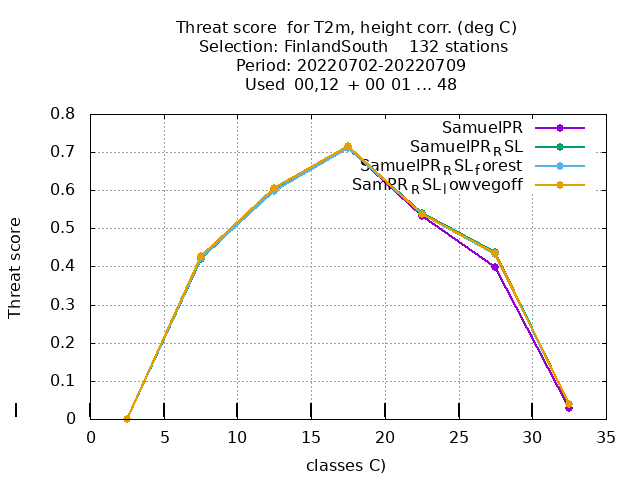 Threat score for T2m, height corr. (deg C)
Selection: FinlandSouth 132 stations
Period: 20220702-20220709
Used 00,12 + 00 01 ... 48
0.8
0.7
0.6
0.5
0.4
0.3
0.2
0.1
0
Threat score
SamuelPR
SamuelPR_RSL
SamuelPR_RSL_forest
SamPR_RSL_lowvegoff
0 5 10 15 20 25 30 35
classes C)